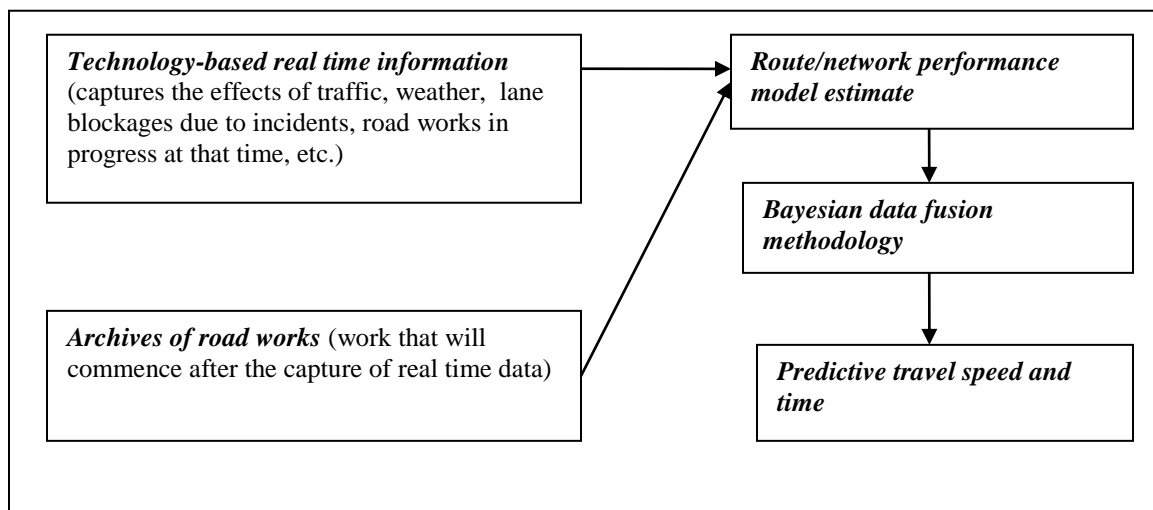 Technology-based real time information
(captures the effects of traffic, weather, lane
blockages due to incidents, road works in
progress at that time, etc.)
Archives of road works (work that will
commence after the capture of real time data)
Route/network performance
model estimate
Bayesian data fusion
methodology
Predictive travel speed and
time